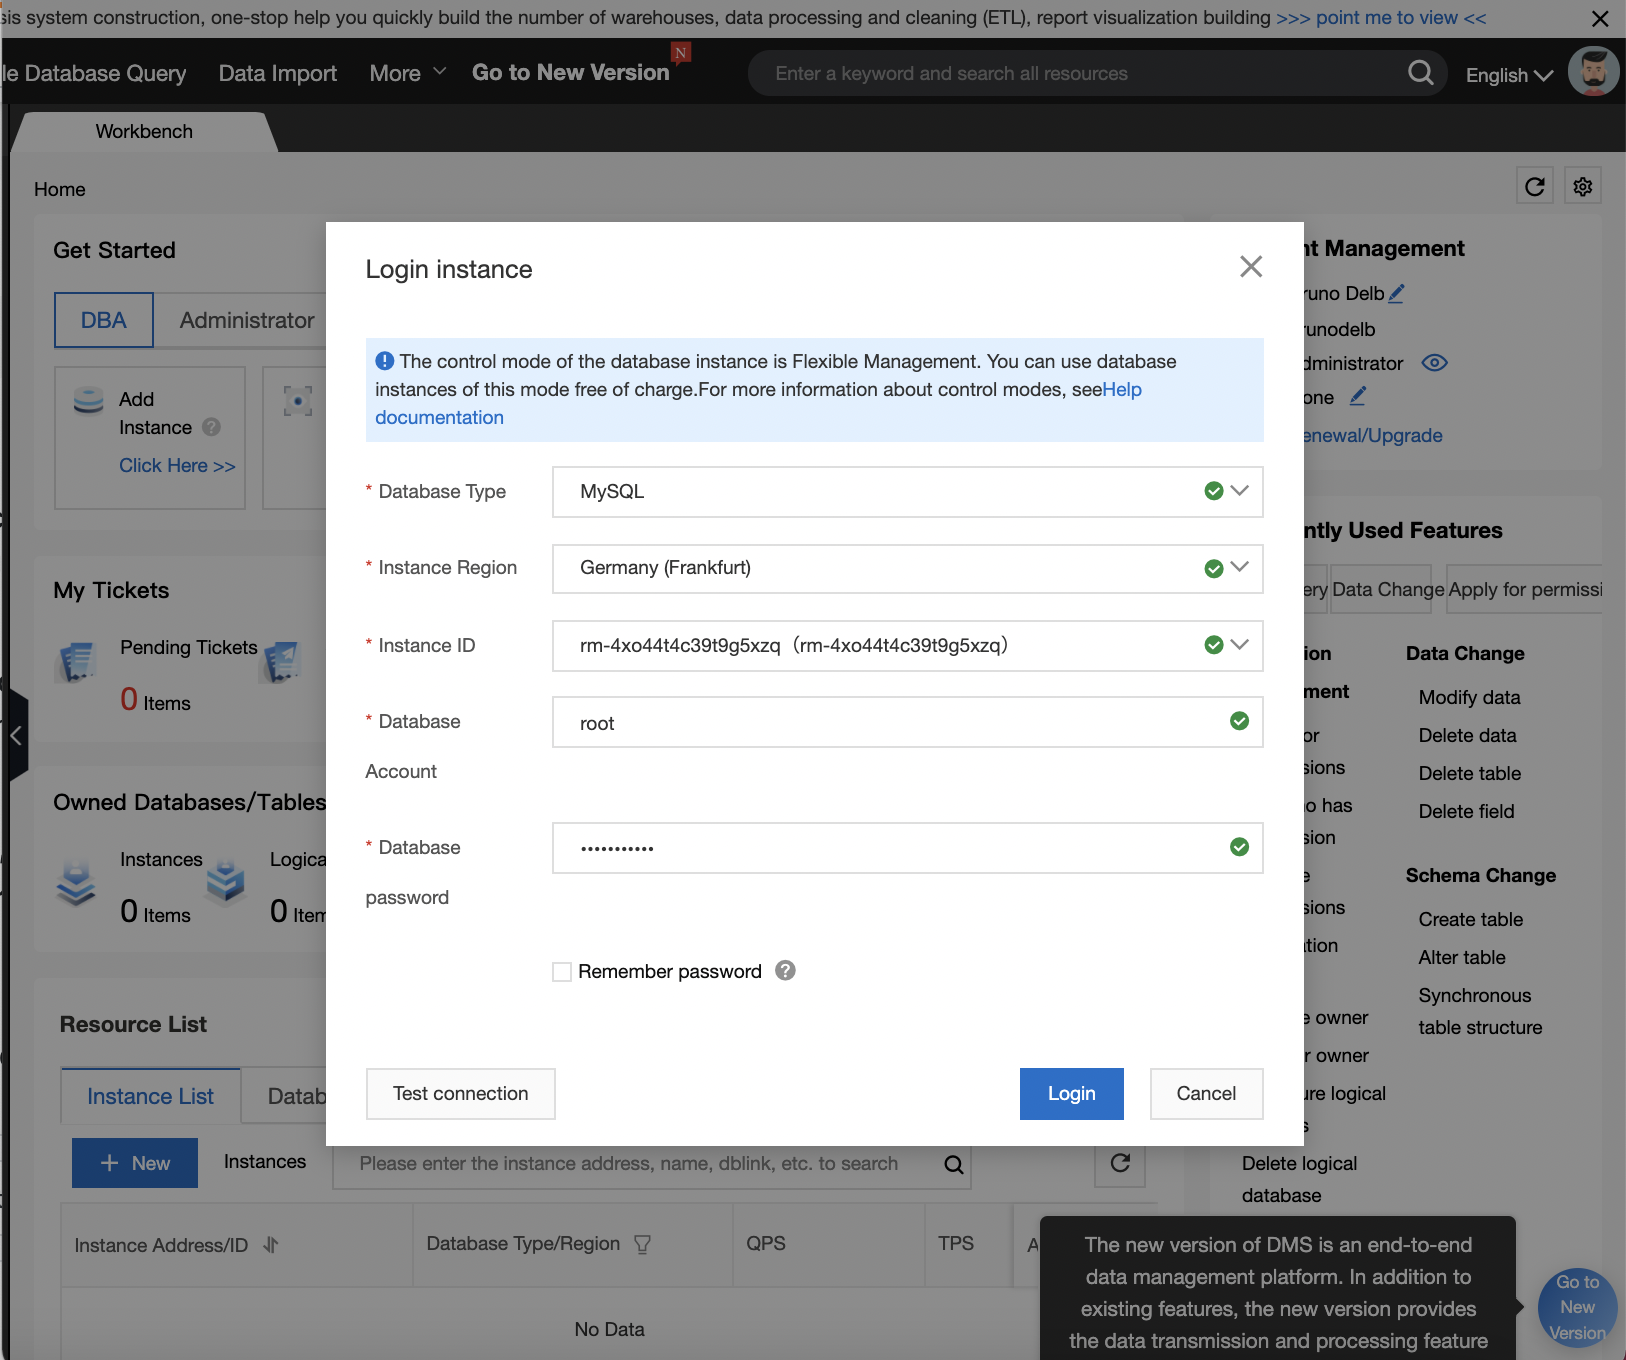 sis system construction, one-stop help you quickly build the number of warehouses, data processing and cleaning (ETL), report visualization building >>> point me to view <<
le Database Query
Data Import
More
Go to New Version
N
Enter a keyword and search all resources
English
Workbench
Home
Get Started
DBA
Administrator
Add
Instance
Click Here >>
My Tickets
Pending Tickets
0 Items
Owned Databases/Tables
Instances
0 Items
Logica
0 Item
Resource List
Instance List
Datab
+ New
Instances
Please enter the instance address, name, dblink, etc. to search
Instance Address/ID
Database Type/Region
QPS
TPS
A
No Data
Login instance
The control mode of the database instance is Flexible Management. You can use database
instances of this mode free of charge.For more information about control modes, seeHelp
documentation
* Database Type
MySQL
* Instance Region
Germany (Frankfurt)
* Instance ID
rm-4xo44t4c39t9g5xzq（rm-4xo44t4c39t9g5xzq）
* Database
Account
root
* Database
password
•••••••••••
Remember password ?
Test connection
Login
Cancel
nt Management
runo Delb
runodelb
dministrator
one
enewal/Upgrade
ntly Used Features
ery
Data Change
Apply for permissi
ion
ment
or
sions
o has
sion
e
sions
ation
e owner
r owner
ure logical
s
Delete logical
database
Data Change
Modify data
Delete data
Delete table
Delete field
Schema Change
Create table
Alter table
Synchronous
table structure
The new version of DMS is an end-to-end
data management platform. In addition to
existing features, the new version provides
the data transmission and processing feature
Go to
New
Version